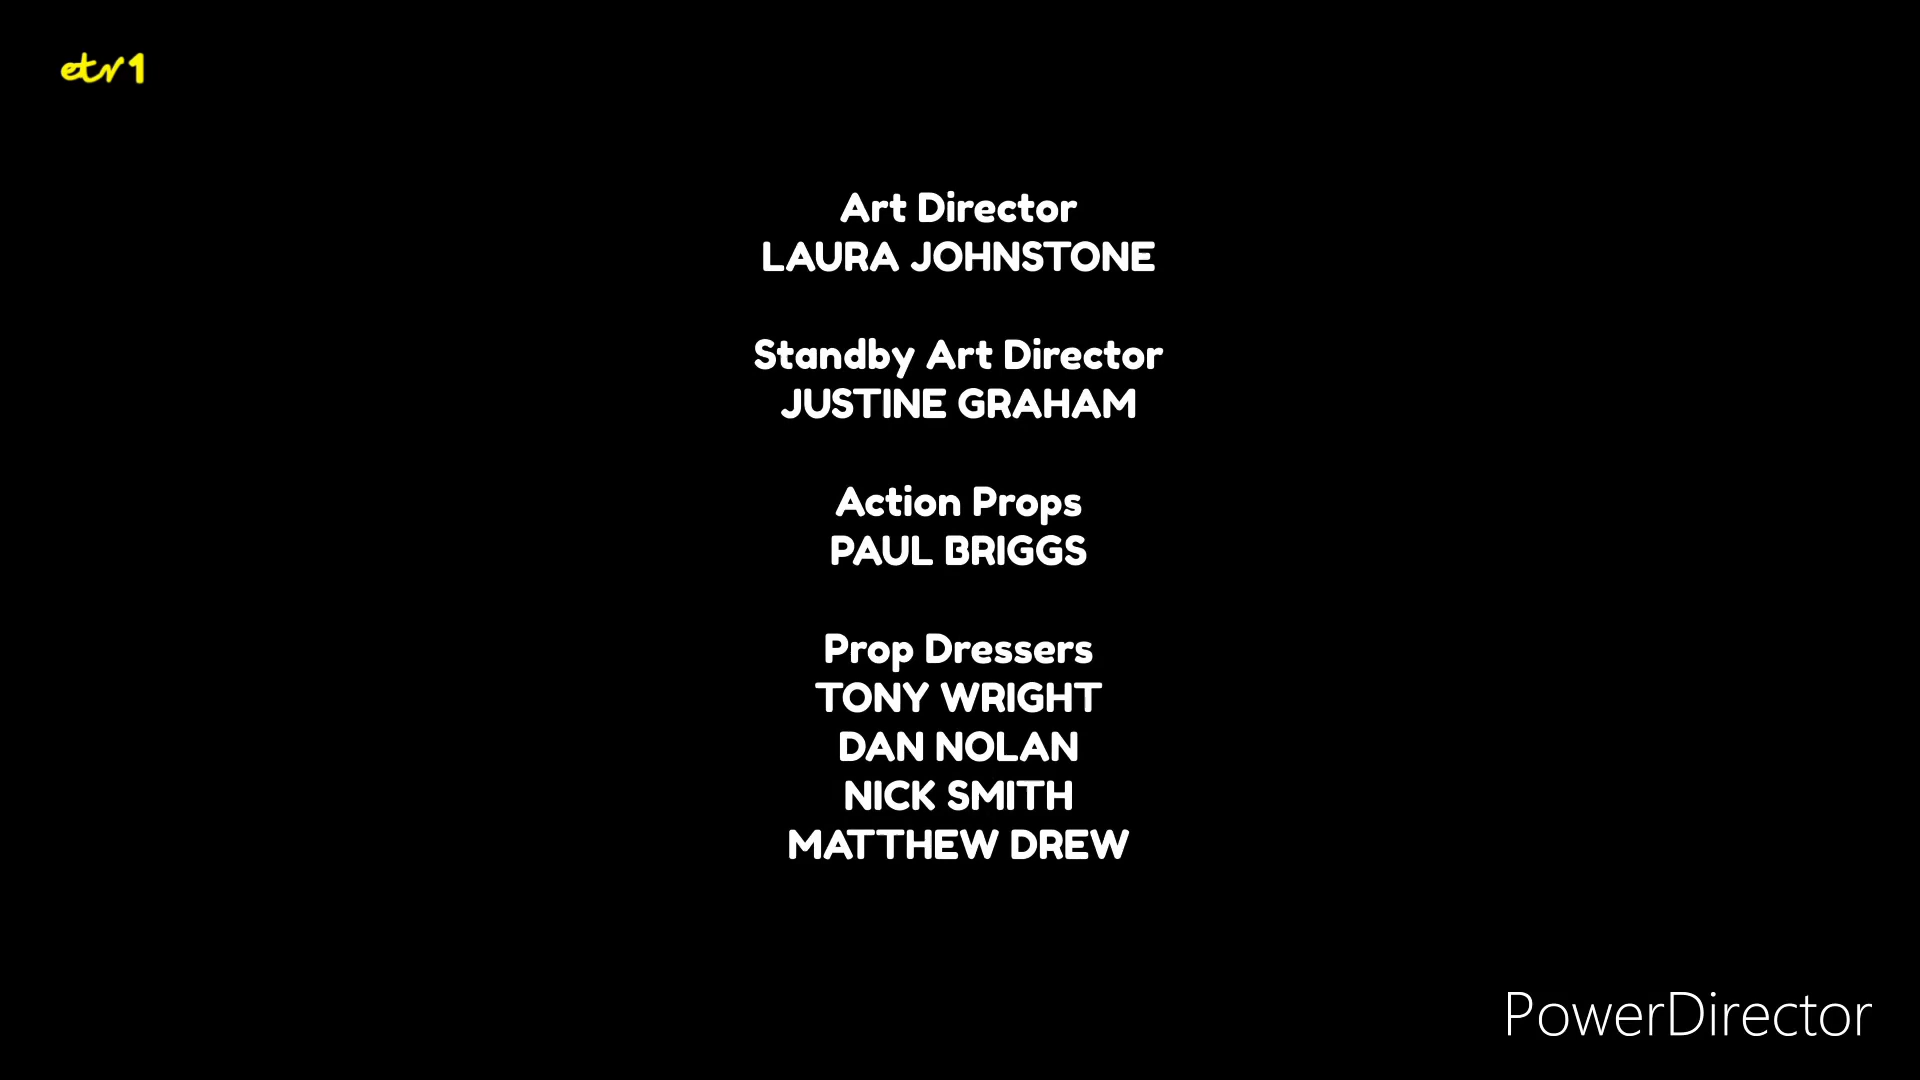 etv1
Art Director
LAURA JOHNSTONE
Standby Art Director
JUSTINE GRAHAM
Action Props
PAUL BRIGGS
Prop Dressers
TONY WRIGHT
DAN NOLAN
NICK SMITH
MATTHEW DREW
PowerDirector